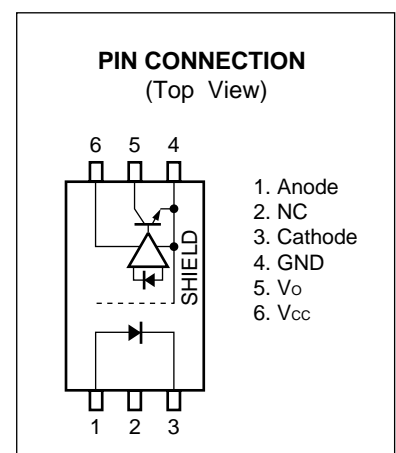 PIN CONNECTION
(Top View)
6 5 4
SHIELD
1 2 3
1. Anode
2. NC
3. Cathode
4. GND
5. Vo
6. Vcc